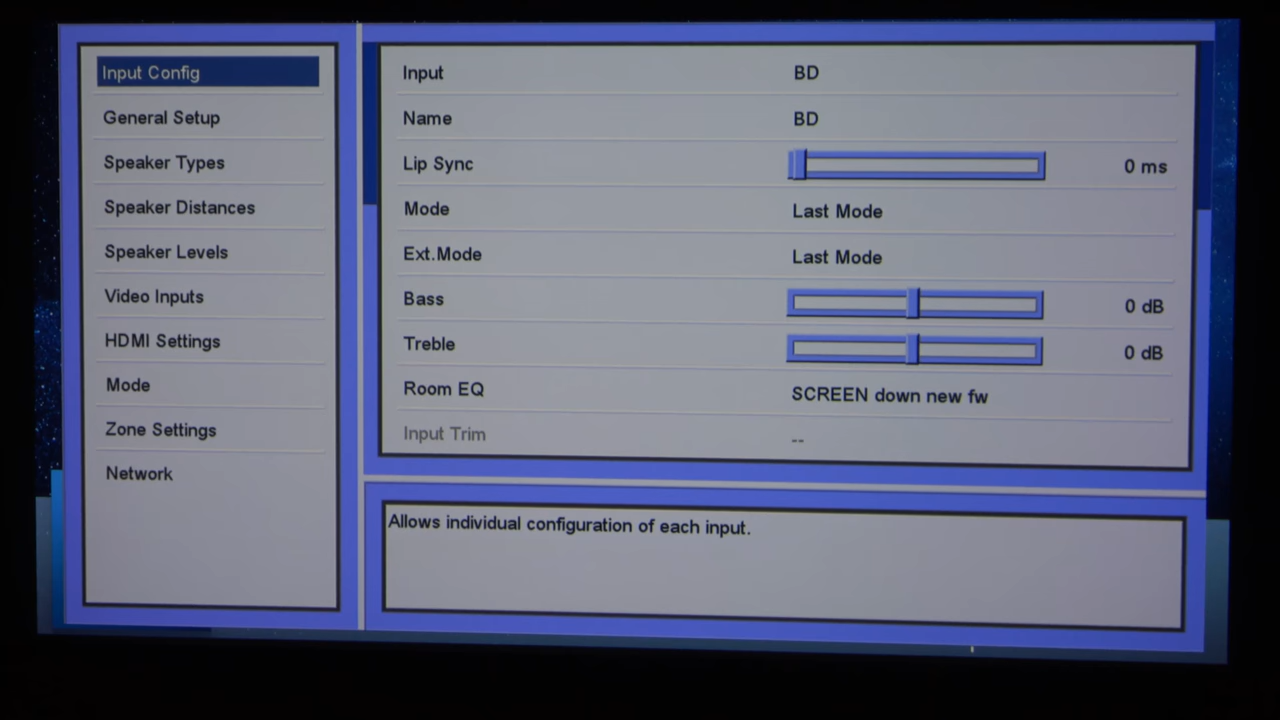 Input Config
General Setup
Speaker Types
Speaker Distances
Speaker Levels
Video Inputs
HDMI Settings
Mode
Zone Settings
Network
Input BD
Name BD
Lip Sync 0 ms
Mode Last Mode
Ext.Mode Last Mode
Bass 0 dB
Treble 0 dB
Room EQ SCREEN down new fw
Input Trim --
Allows individual configuration of each input.